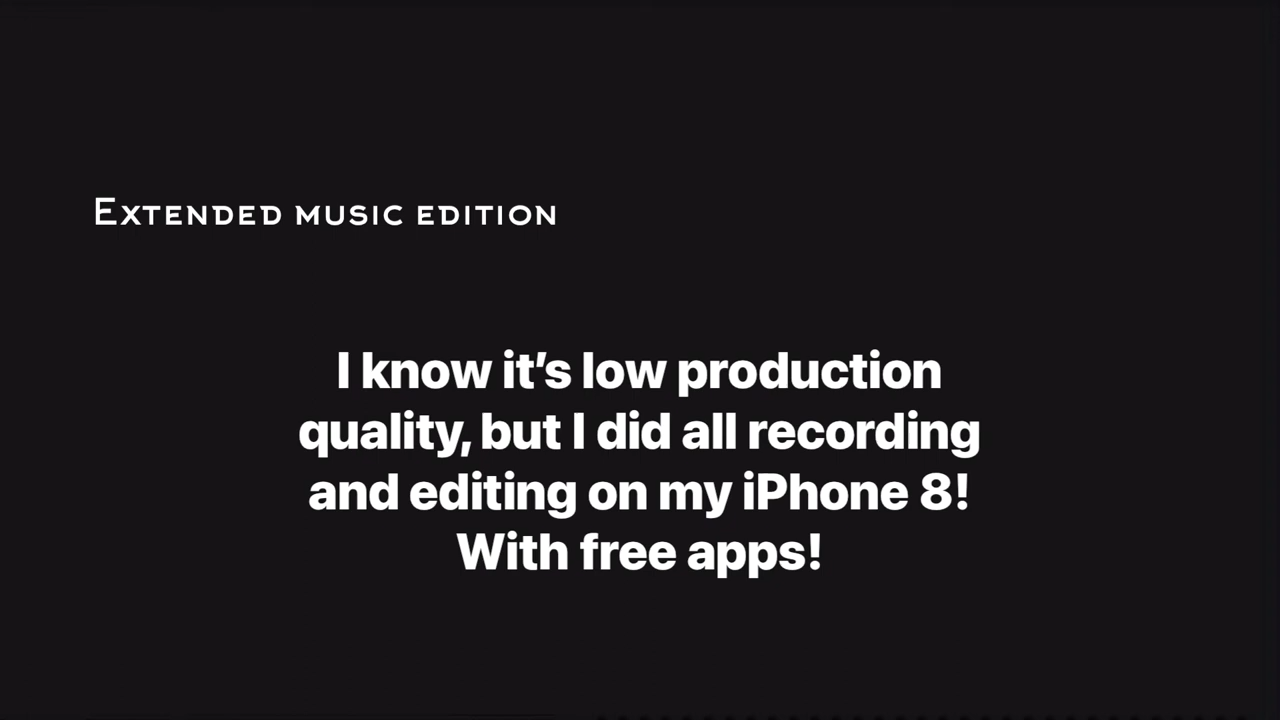 Extended music edition
I know it’s low production
quality, but I did all recording
and editing on my iPhone 8!
With free apps!